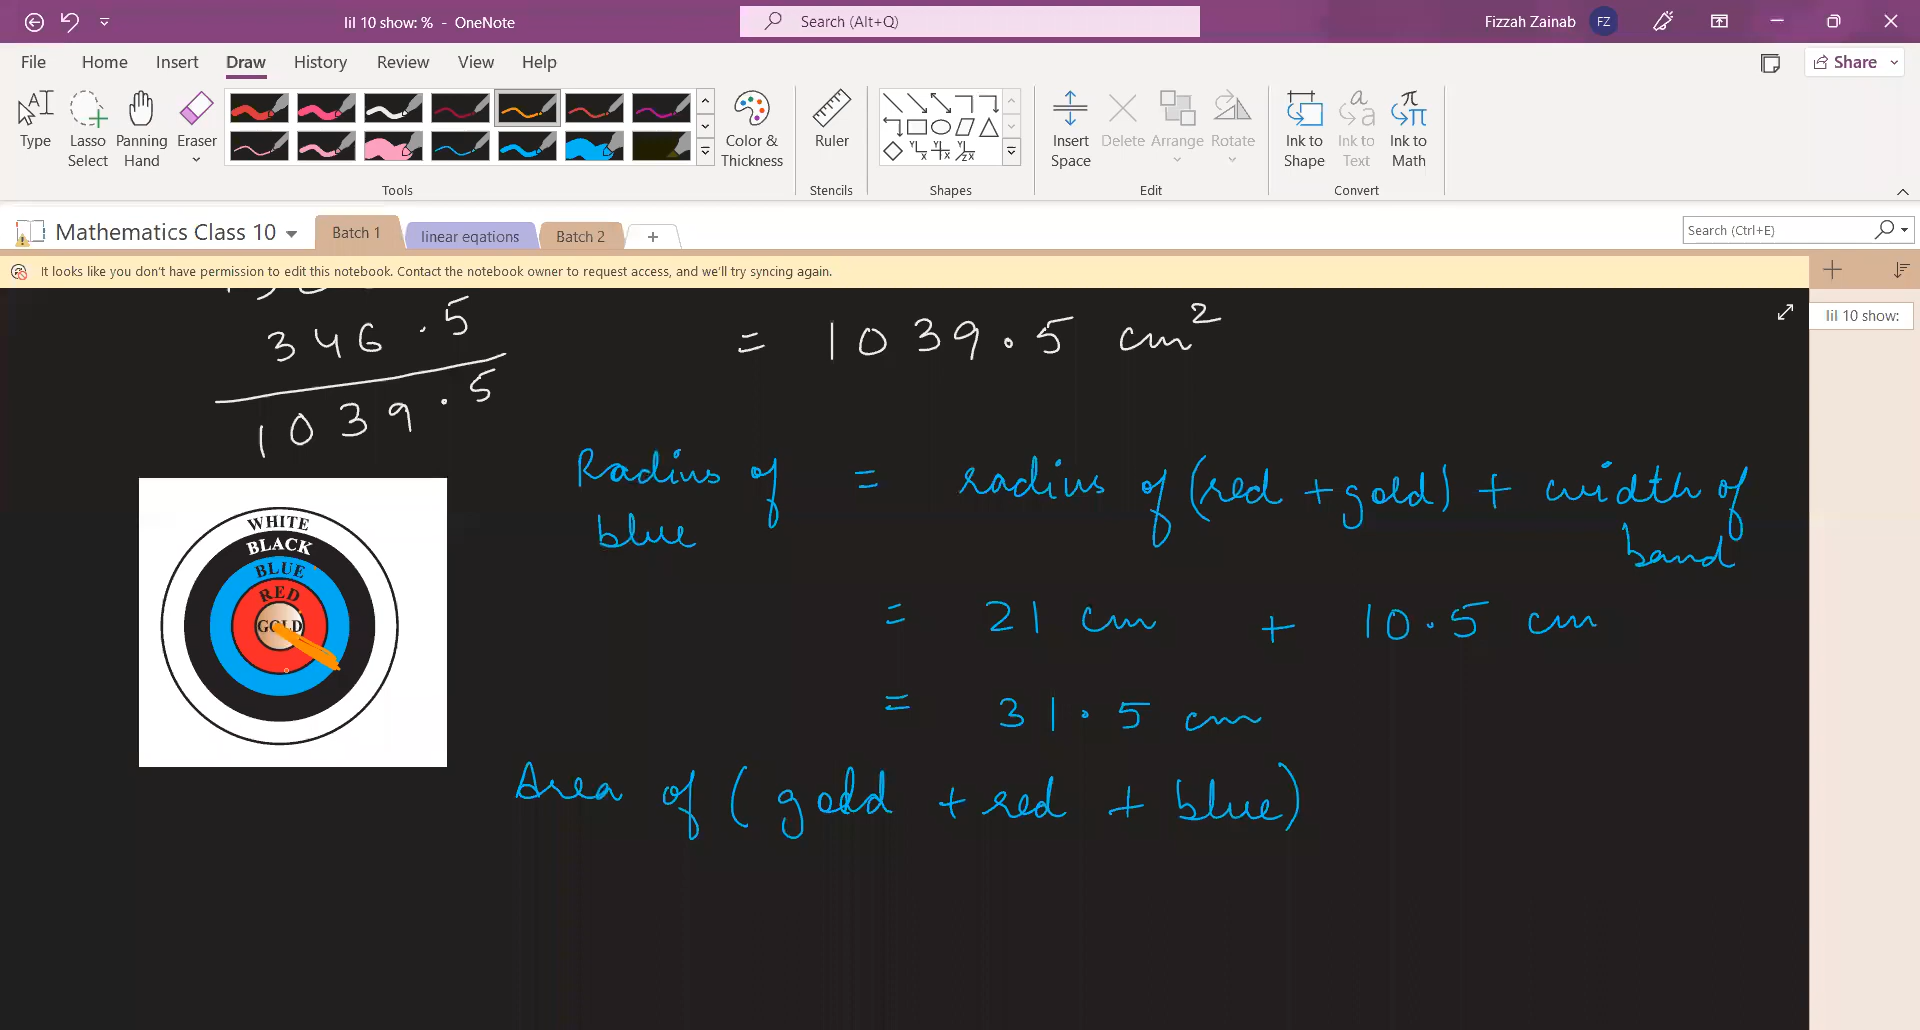 lil 10 show: % - OneNote
Search (Alt+Q)
Fizzah Zainab
FZ
File Home Insert Draw History Review View Help
Share
Type
Lasso Select
Panning Hand
Eraser
Color & Thickness
Ruler
Insert Space
Delete
Arrange
Rotate
Ink to Shape
Ink to Text
Ink to Math
Tools
Stencils
Shapes
Edit
Convert
Mathematics Class 10
Batch 1
linear eqations
Batch 2
Search (Ctrl+E)
It looks like you don't have permission to edit this notebook. Contact the notebook owner to request access, and we'll try syncing again.
lil 10 show:
346.5
1039.5
= 1039.5 cm²
WHITE
BLACK
BLUE
RED
GOLD
Radius of blue = radius of (red + gold) + width of band
= 21 cm + 10.5 cm
= 31.5 cm
Area of (gold + red + blue)